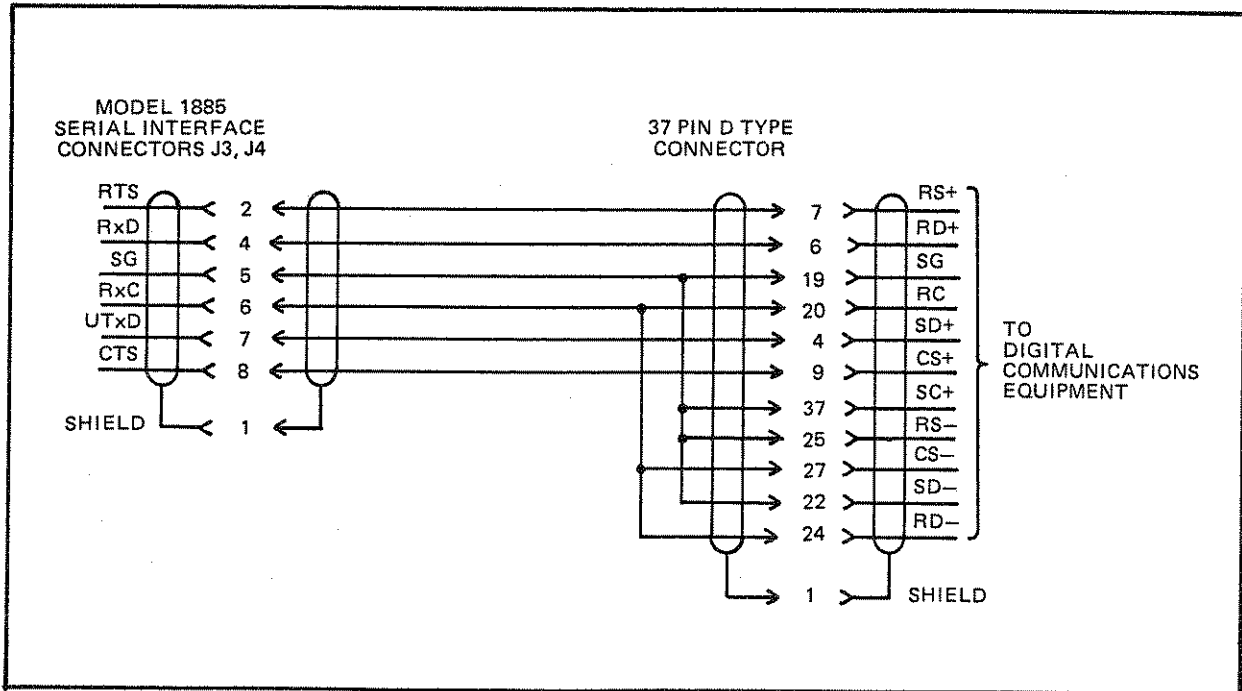 MODEL 1885
SERIAL INTERFACE
CONNECTORS J3, J4
37 PIN D TYPE
CONNECTOR
RTS 2 7 RS+
RxD 4 6 RD+
SG 5 19 SG
RxC 6 20 RC
UTxD 7 4 SD+
CTS 8 9 CS+
37 SC+
SHIELD 1
25 RS−
27 CS−
22 SD−
24 RD−
1 SHIELD
TO
DIGITAL
COMMUNICATIONS
EQUIPMENT